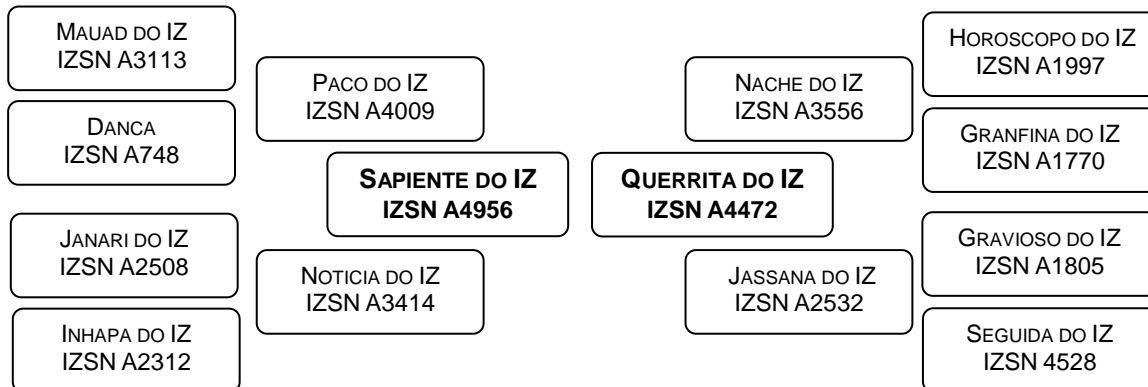 MAUAD DO IZ
IZSN A3113
DANCA
IZSN A748
JANARI DO IZ
IZSN A2508
INHAPA DO IZ
IZSN A2312
PACO DO IZ
IZSN A4009
NOTICIA DO IZ
IZSN A3414
SAPIENTE DO IZ
IZSN A4956
QUERRITA DO IZ
IZSN A4472
NACHE DO IZ
IZSN A3556
JASSANA DO IZ
IZSN A2532
HOROSCOPO DO IZ
IZSN A1997
GRANFINA DO IZ
IZSN A1770
GRAVIOSO DO IZ
IZSN A1805
SEGUIDA DO IZ
IZSN 4528